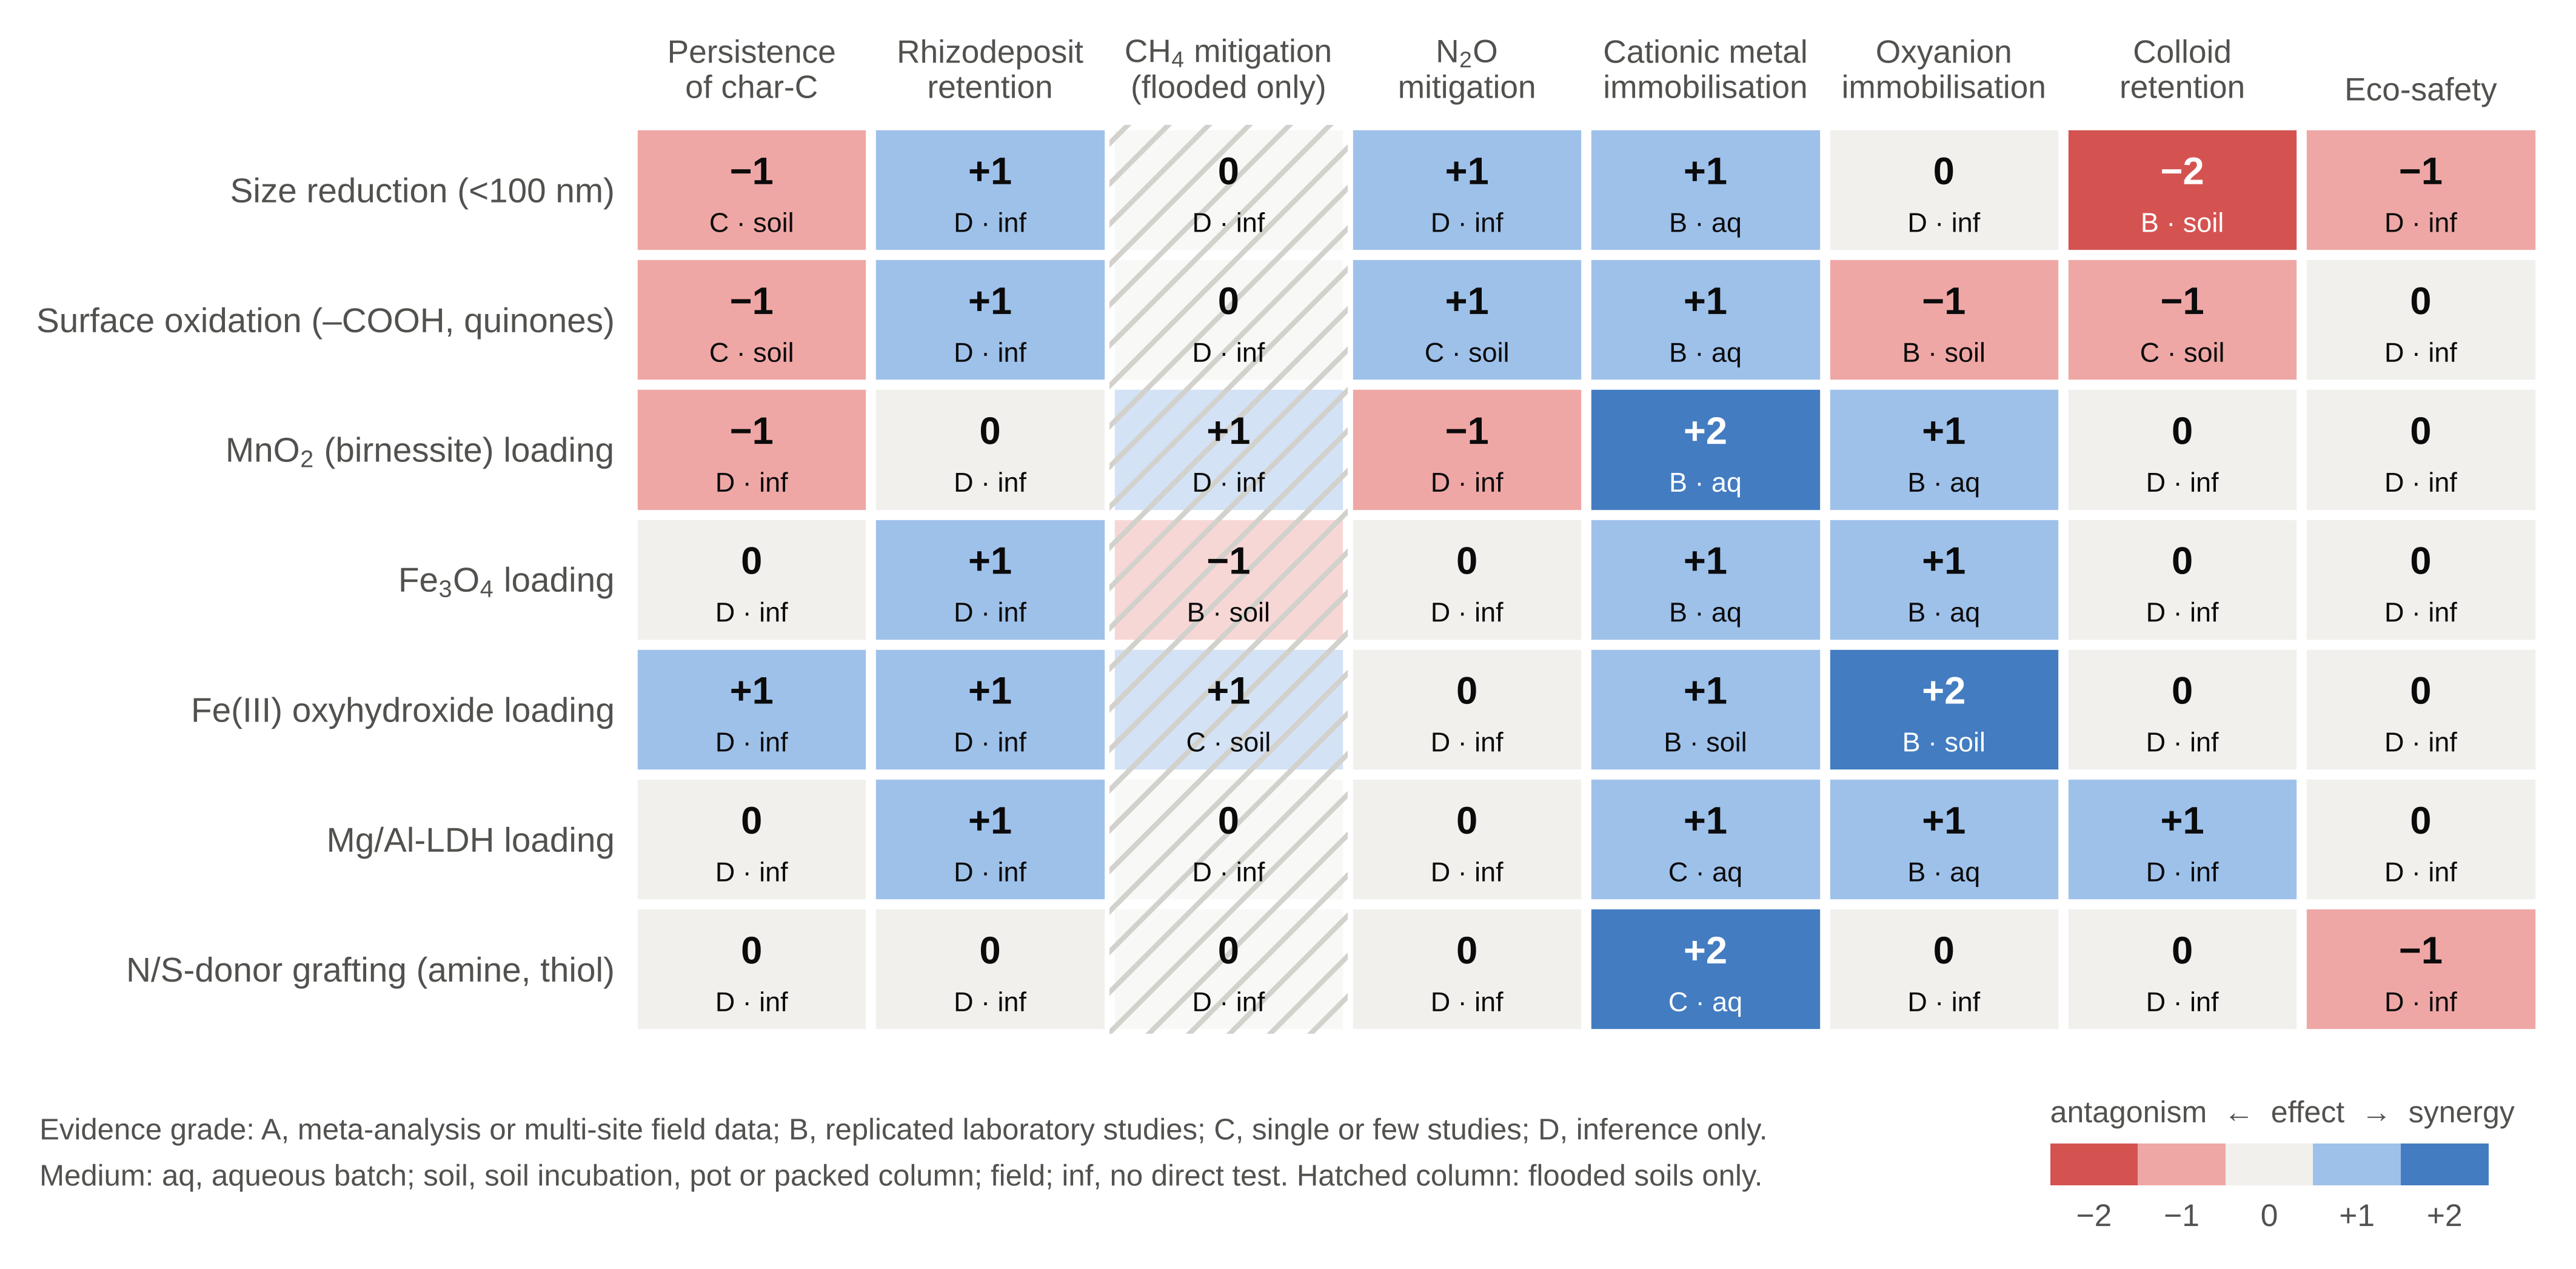 Persistence of char-C
Rhizodeposit retention
CH₄ mitigation (flooded only)
N₂O mitigation
Cationic metal immobilisation
Oxyanion immobilisation
Colloid retention
Eco-safety
Size reduction (<100 nm)
−1 +1 0 +1 +1 0 −2 −1
C · soil D · inf D · inf D · inf B · aq D · inf B · soil D · inf
Surface oxidation (–COOH, quinones)
−1 +1 0 +1 +1 −1 −1 0
C · soil D · inf D · inf C · soil B · aq B · soil C · soil D · inf
MnO₂ (birnessite) loading
−1 0 +1 −1 +2 +1 0 0
D · inf D · inf D · inf D · inf B · aq B · aq D · inf D · inf
Fe₃O₄ loading
0 +1 −1 0 +1 +1 0 0
D · inf D · inf B · soil D · inf B · aq B · aq D · inf D · inf
Fe(III) oxyhydroxide loading
+1 +1 +1 0 +1 +2 0 0
D · inf D · inf C · soil D · inf B · soil B · soil D · inf D · inf
Mg/Al-LDH loading
0 +1 0 0 +1 +1 +1 0
D · inf D · inf D · inf D · inf C · aq B · aq D · inf D · inf
N/S-donor grafting (amine, thiol)
0 0 0 0 +2 0 0 −1
D · inf D · inf D · inf D · inf C · aq D · inf D · inf D · inf
Evidence grade: A, meta-analysis or multi-site field data; B, replicated laboratory studies; C, single or few studies; D, inference only.
Medium: aq, aqueous batch; soil, soil incubation, pot or packed column; field; inf, no direct test. Hatched column: flooded soils only.
antagonism ← effect → synergy
−2 −1 0 +1 +2